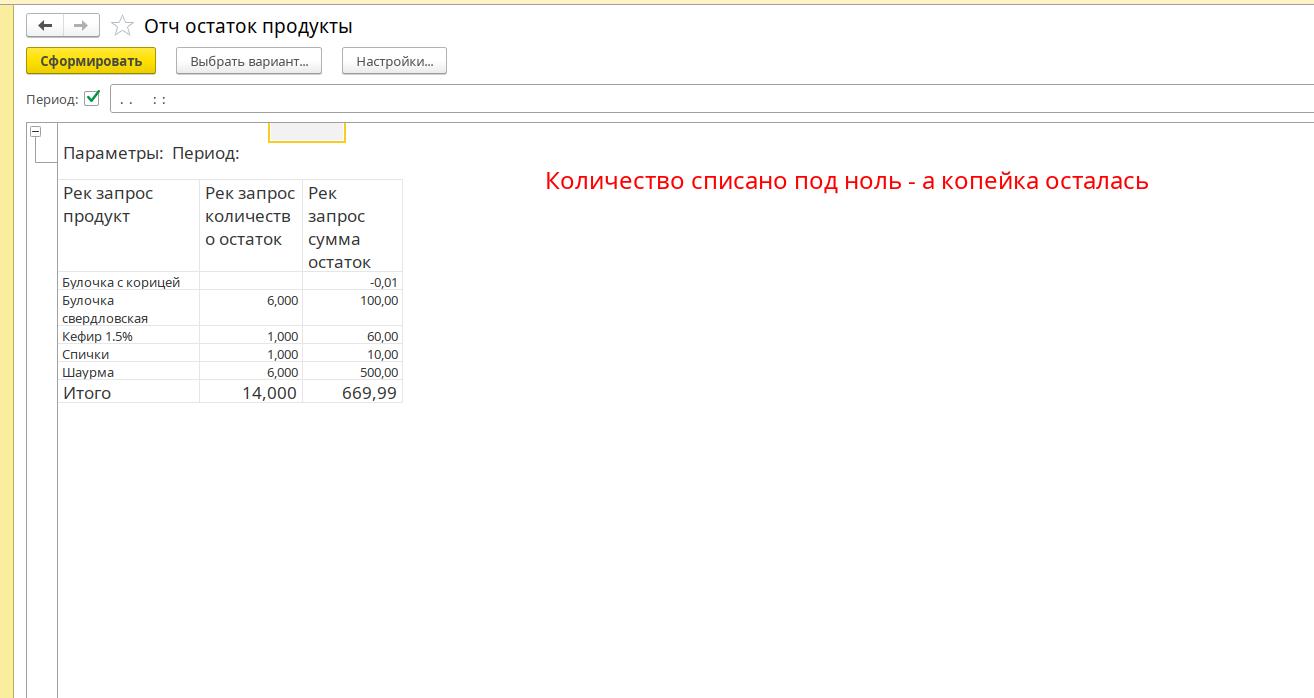 Отч остаток продукты
Сформировать
Выбрать вариант...
Настройки...
Период:
. . : :
Параметры: Период:
Количество списано под ноль - а копейка осталась
Рек запрос Рек запрос Рек
продукт количеств запрос
о остаток сумма
остаток
Булочка с корицей -0,01
Булочка 6,000 100,00
свердловская
Кефир 1.5% 1,000 60,00
Спички 1,000 10,00
Шаурма 6,000 500,00
Итого 14,000 669,99